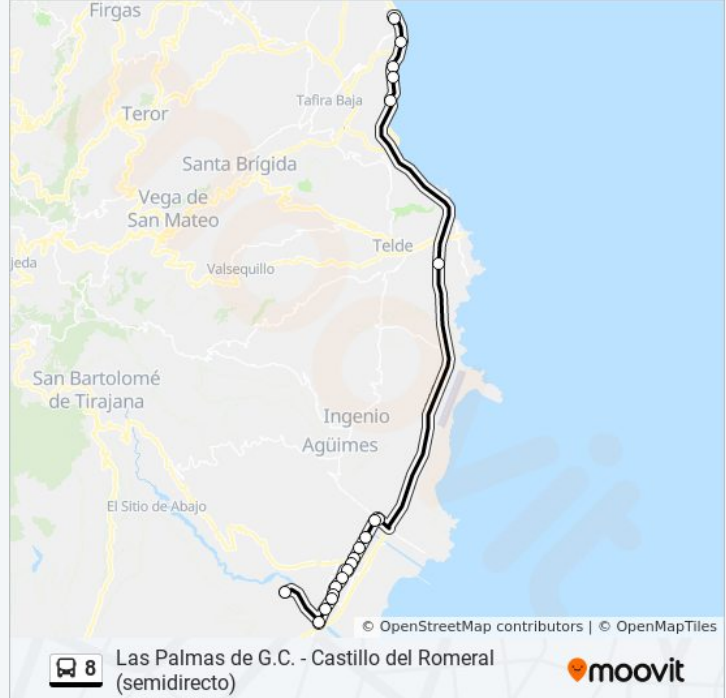 Firgas
Tafira Baja
Teror
Santa Brígida
Vega de
San Mateo
Telde
jeda
Valsequillo
San Bartolomé
de Tirajana
Ingenio
Agüimes
El Sitio de Abajo
© OpenStreetMap contributors | © OpenMapTiles
8
Las Palmas de G.C. - Castillo del Romeral
(semidirecto)
moovit